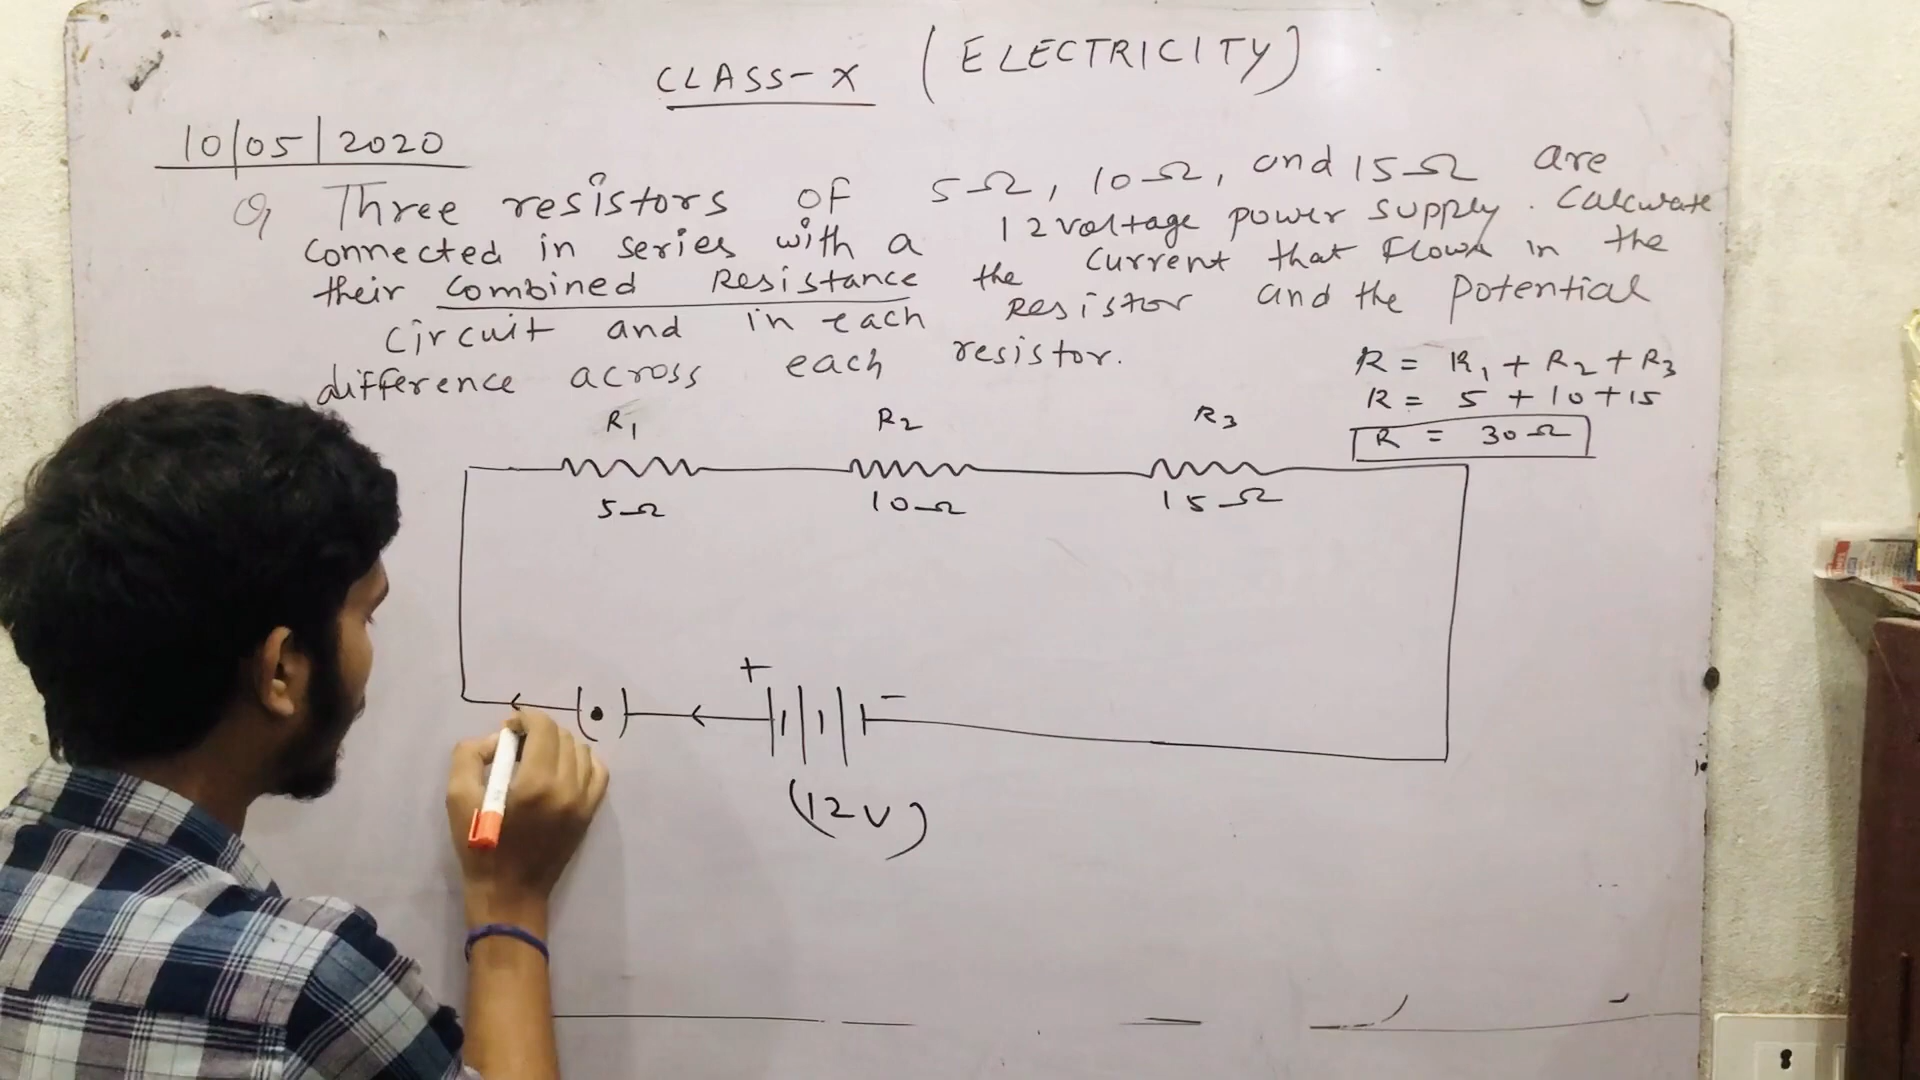 CLASS-X (ELECTRICITY)
10/05/2020
Q Three resistors of 5Ω, 10Ω, and 15Ω are
connected in series with a 12 voltage power supply. Calculate
their combined Resistance the current that flows in the
circuit and in each resistor and the potential
difference across each resistor.
R = R₁ + R₂ + R₃
R = 5 + 10 + 15
R = 30Ω
R₁ R₂ R₃
5Ω 10Ω 15Ω
+ −
(12V)